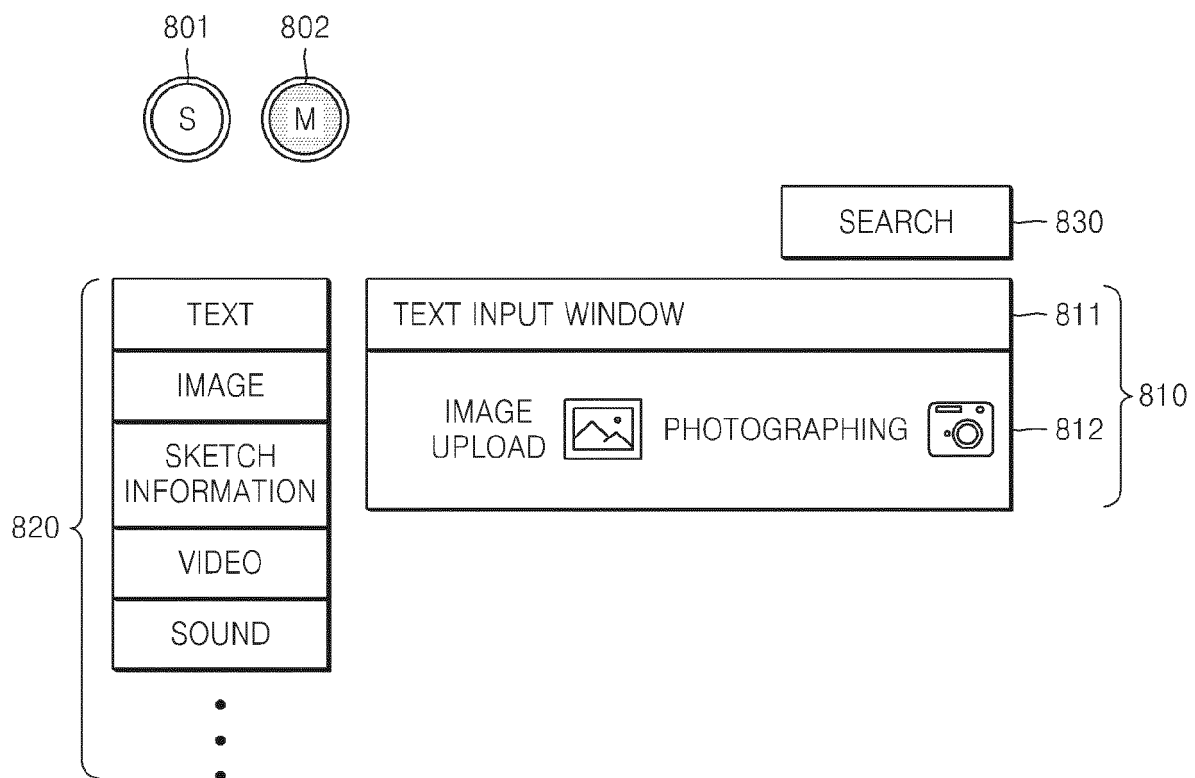 801
802
S
M
SEARCH
830
TEXT
TEXT INPUT WINDOW
811
IMAGE
IMAGE
UPLOAD
PHOTOGRAPHING
812
810
SKETCH
INFORMATION
820
VIDEO
SOUND